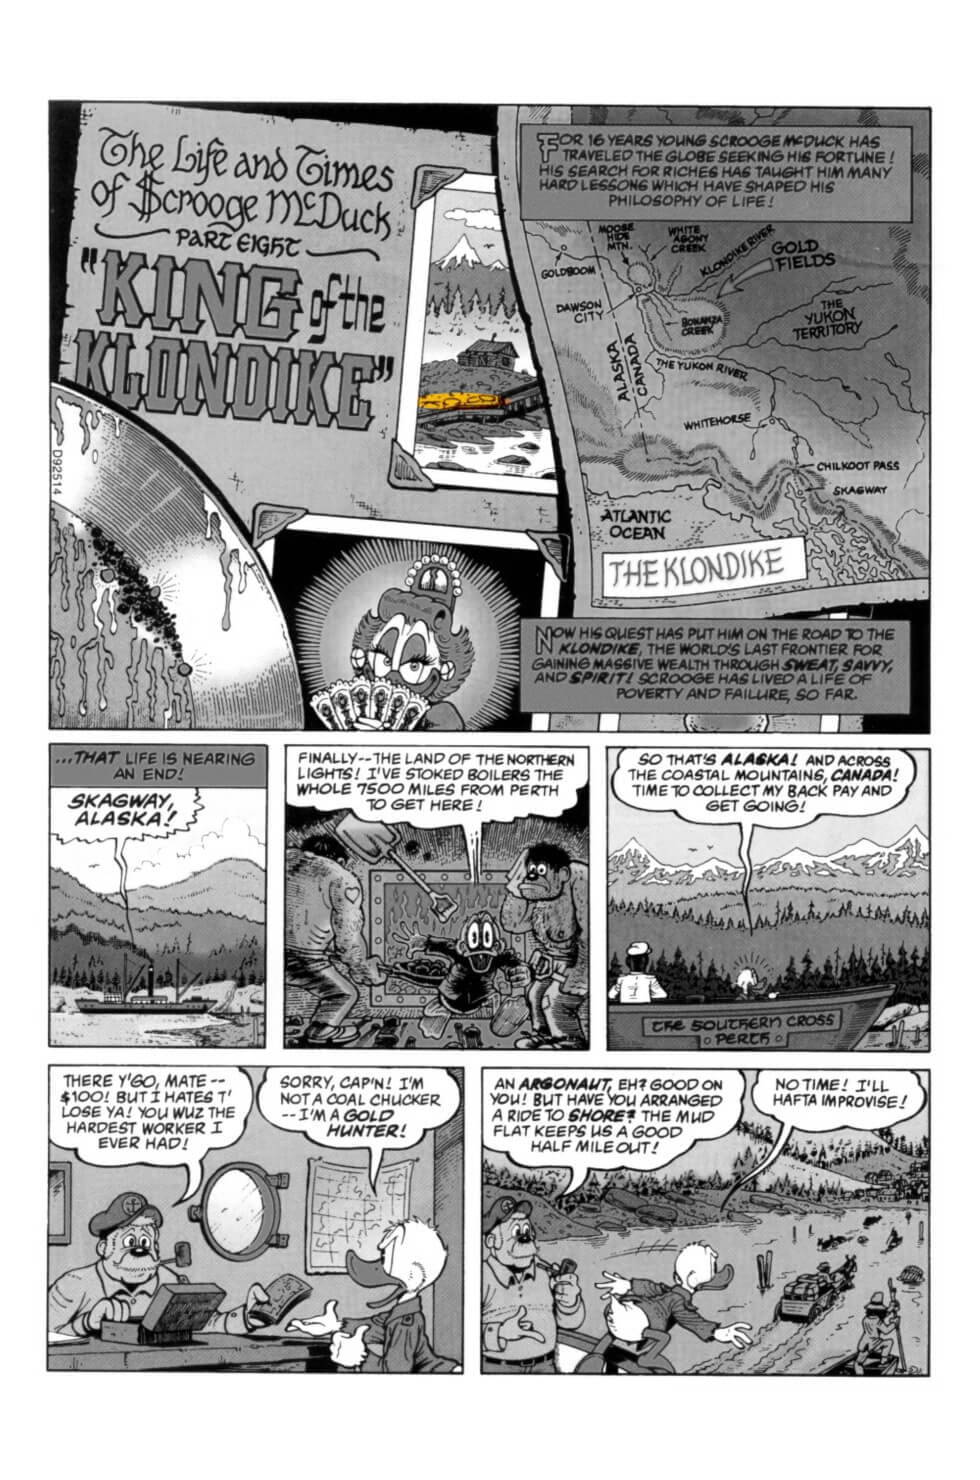 The Life and Times
of $crooge McDuck
PART EIGHT
"KING of the
KLONDIKE"
D92514
FOR 16 YEARS YOUNG SCROOGE McDUCK HAS
TRAVELED THE GLOBE SEEKING HIS FORTUNE!
HIS SEARCH FOR RICHES HAS TAUGHT HIM MANY
HARD LESSONS WHICH HAVE SHAPED HIS
PHILOSOPHY OF LIFE!
MOOSE
HIDE
MTN.
WHITE
AGONY
CREEK
KLONDIKE RIVER
GOLD
FIELDS
GOLDBOOM
DAWSON
CITY
BONANZA
CREEK
THE
YUKON
TERRITORY
ALASKA
CANADA
THE YUKON RIVER
WHITEHORSE
CHILKOOT PASS
SKAGWAY
ATLANTIC
OCEAN
THE KLONDIKE
NOW HIS QUEST HAS PUT HIM ON THE ROAD TO THE
KLONDIKE, THE WORLD'S LAST FRONTIER FOR
GAINING MASSIVE WEALTH THROUGH SWEAT, SAVVY,
AND SPIRIT! SCROOGE HAS LIVED A LIFE OF
POVERTY AND FAILURE, SO FAR.
...THAT LIFE IS NEARING
AN END!
SKAGWAY,
ALASKA!
FINALLY--THE LAND OF THE NORTHERN
LIGHTS! I'VE STOKED BOILERS THE
WHOLE 7500 MILES FROM PERTH
TO GET HERE!
SO THAT'S ALASKA! AND ACROSS
THE COASTAL MOUNTAINS, CANADA!
TIME TO COLLECT MY BACK PAY AND
GET GOING!
THE SOUTHERN CROSS
PERTH
THERE Y'GO, MATE--
$100! BUT I HATES T'
LOSE YA! YOU WUZ THE
HARDEST WORKER I
EVER HAD!
SORRY, CAP'N! I'M
NOT A COAL CHUCKER
--I'M A GOLD
HUNTER!
AN ARGONAUT, EH? GOOD ON
YOU! BUT HAVE YOU ARRANGED
A RIDE TO SHORE? THE MUD
FLAT KEEPS US A GOOD
HALF MILE OUT!
NO TIME! I'LL
HAFTA IMPROVISE!